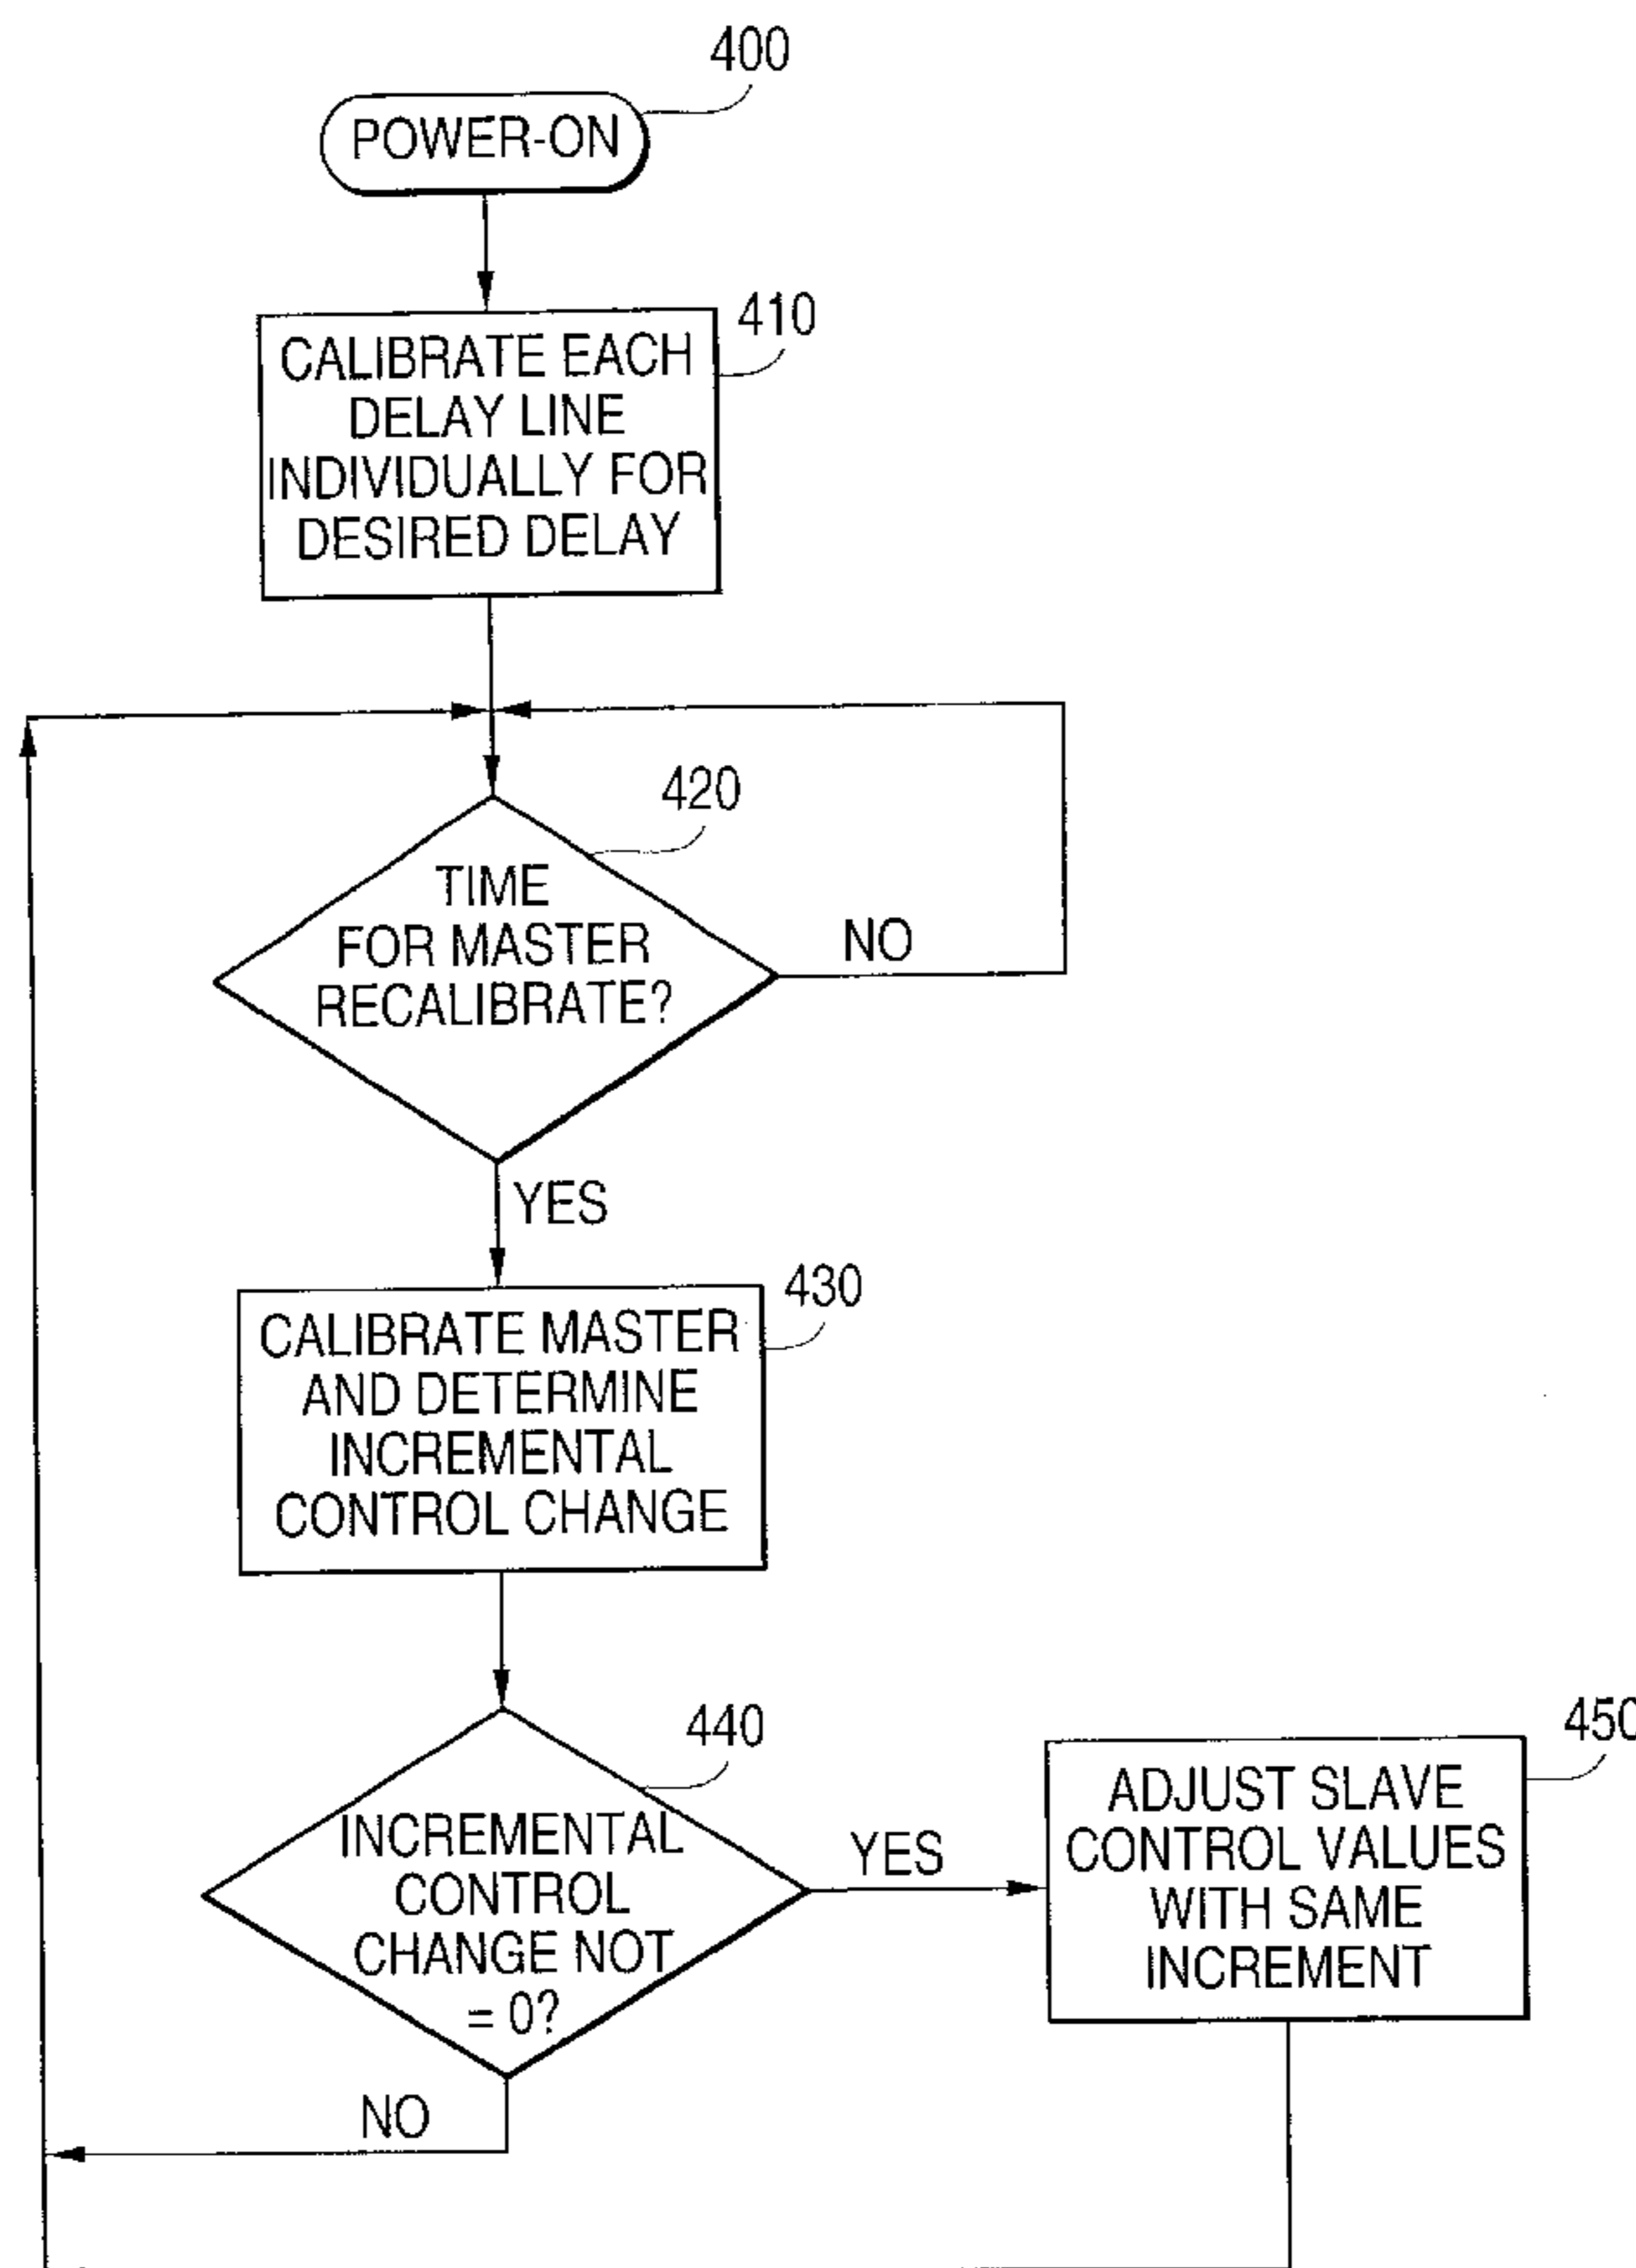 400
POWER-ON
410
CALIBRATE EACH
DELAY LINE
INDIVIDUALLY FOR
DESIRED DELAY
420
TIME
FOR MASTER
RECALIBRATE?
NO
YES
430
CALIBRATE MASTER
AND DETERMINE
INCREMENTAL
CONTROL CHANGE
440
INCREMENTAL
CONTROL
CHANGE NOT
= 0?
YES
NO
450
ADJUST SLAVE
CONTROL VALUES
WITH SAME
INCREMENT